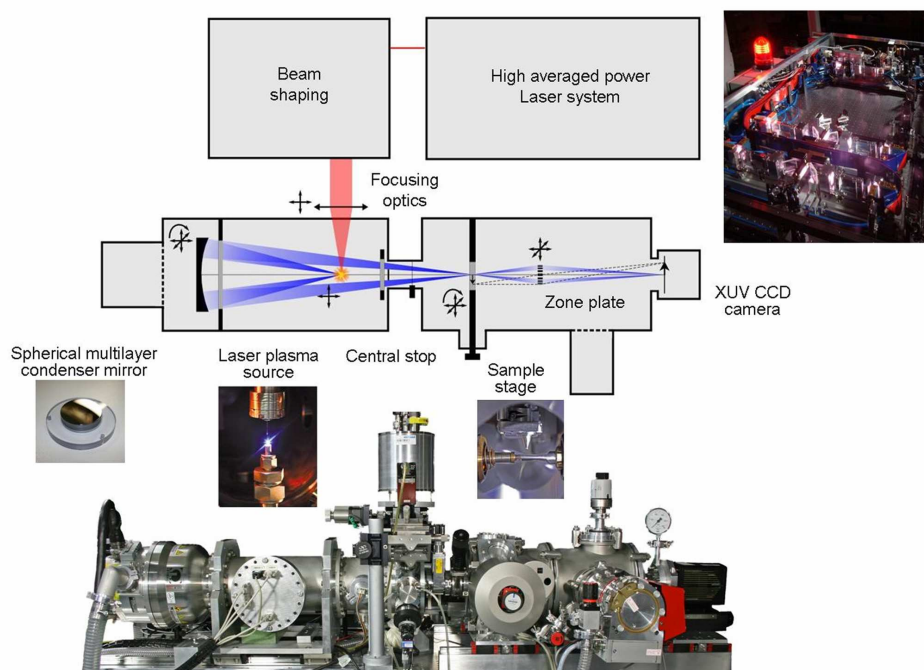 Beam
shaping
High averaged power
Laser system
Focusing
optics
Zone plate
XUV CCD
camera
Spherical multilayer
condenser mirror
Laser plasma
source
Central stop
Sample
stage